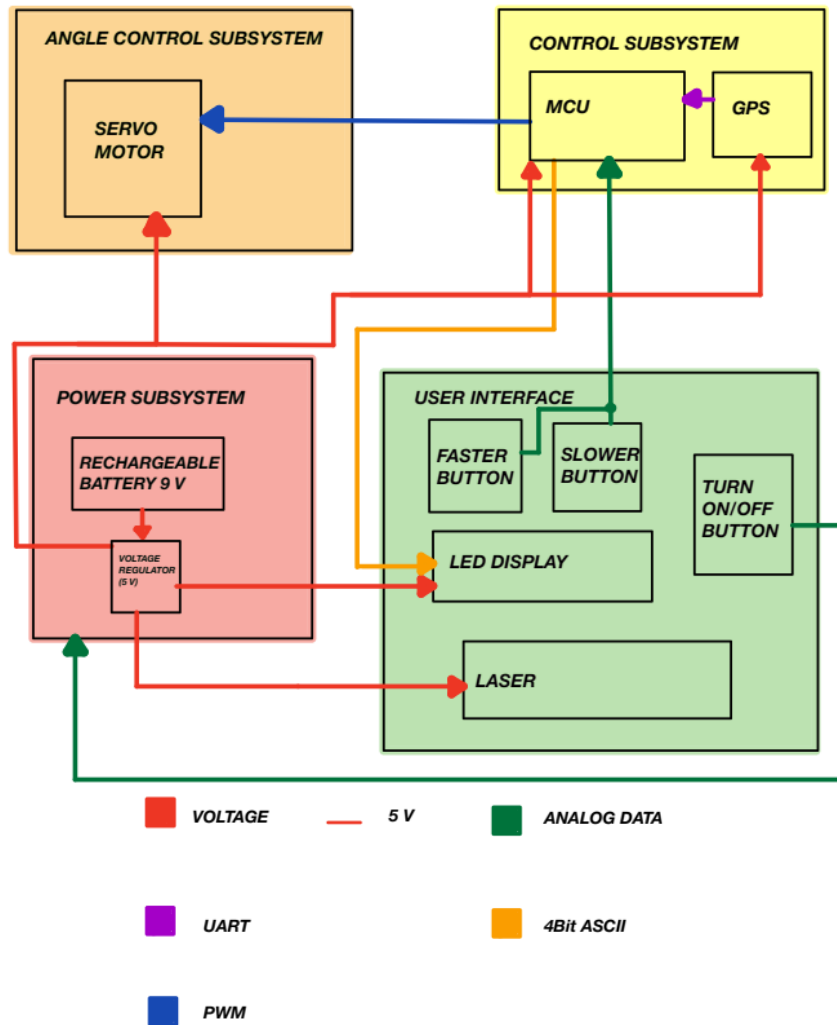 ANGLE CONTROL SUBSYSTEM
SERVO
MOTOR
CONTROL SUBSYSTEM
MCU
GPS
POWER SUBSYSTEM
RECHARGEABLE
BATTERY 9 V
VOLTAGE
REGULATOR
(5 V)
USER INTERFACE
FASTER
BUTTON
SLOWER
BUTTON
TURN
ON/OFF
BUTTON
LED DISPLAY
LASER
VOLTAGE
5 V
ANALOG DATA
UART
4Bit ASCII
PWM